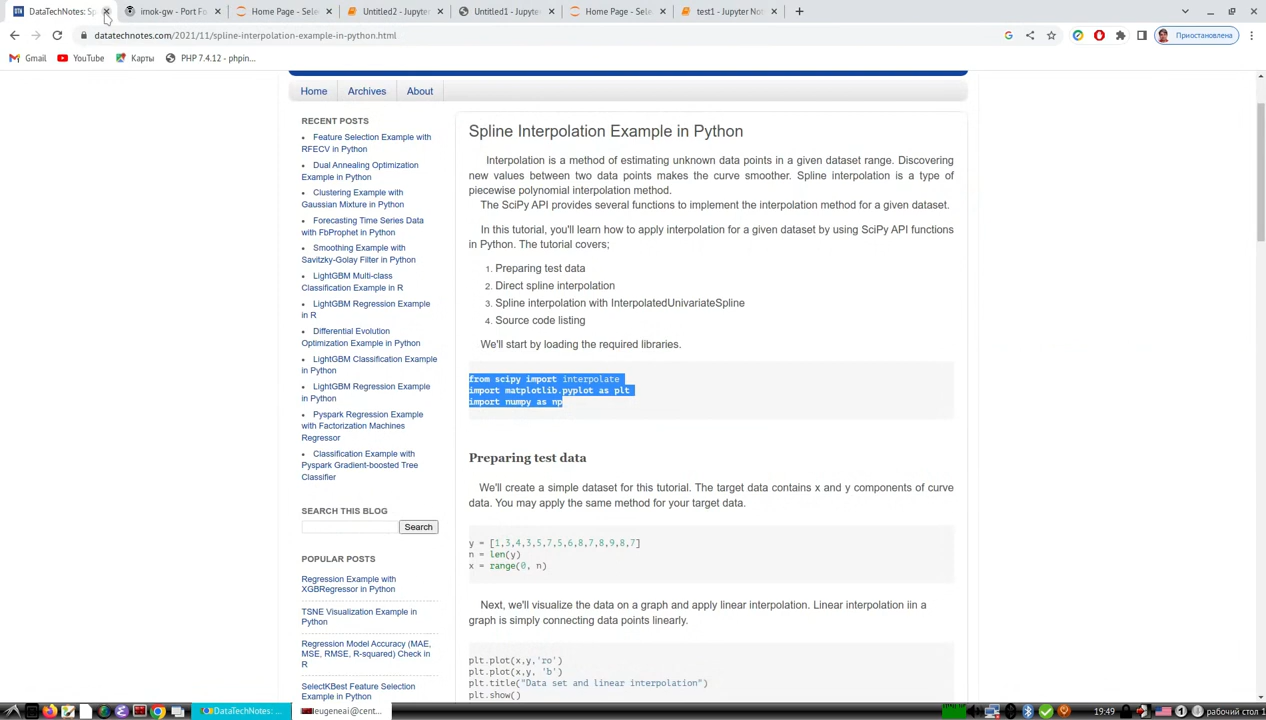 DataTechNotes: Sp
imok-gw - Port Fo
Home Page - Sele
Untitled2 - Jupyter
Untitled1 - Jupyter
Home Page - Sele
test1 - Jupyter Not
datatechnotes.com/2021/11/spline-interpolation-example-in-python.html
Приостановлена
Gmail
YouTube
Карты
PHP 7.4.12 - phpin...
Home
Archives
About
RECENT POSTS
Feature Selection Example with
RFECV in Python
Dual Annealing Optimization
Example in Python
Clustering Example with
Gaussian Mixture in Python
Forecasting Time Series Data
with FbProphet in Python
Smoothing Example with
Savitzky-Golay Filter in Python
LightGBM Multi-class
Classification Example in R
LightGBM Regression Example
in R
Differential Evolution
Optimization Example in Python
LightGBM Classification Example
in Python
LightGBM Regression Example
in Python
Pyspark Regression Example
with Factorization Machines
Regressor
Classification Example with
Pyspark Gradient-boosted Tree
Classifier
SEARCH THIS BLOG
Search
POPULAR POSTS
Regression Example with
XGBRegressor in Python
TSNE Visualization Example in
Python
Regression Model Accuracy (MAE,
MSE, RMSE, R-squared) Check in
R
SelectKBest Feature Selection
Example in Python
Spline Interpolation Example in Python
Interpolation is a method of estimating unknown data points in a given dataset range. Discovering
new values between two data points makes the curve smoother. Spline interpolation is a type of
piecewise polynomial interpolation method.
The SciPy API provides several functions to implement the interpolation method for a given dataset.
In this tutorial, you'll learn how to apply interpolation for a given dataset by using SciPy API functions
in Python. The tutorial covers;
1. Preparing test data
2. Direct spline interpolation
3. Spline interpolation with InterpolatedUnivariateSpline
4. Source code listing
We'll start by loading the required libraries.
from scipy import interpolate
import matplotlib.pyplot as plt
import numpy as np
Preparing test data
We'll create a simple dataset for this tutorial. The target data contains x and y components of curve
data. You may apply the same method for your target data.
y = [1,3,4,3,5,7,5,6,8,7,8,9,8,7]
n = len(y)
x = range(0, n)
Next, we'll visualize the data on a graph and apply linear interpolation. Linear interpolation iin a
graph is simply connecting data points linearly.
plt.plot(x,y,'ro')
plt.plot(x,y, 'b')
plt.title("Data set and linear interpolation")
plt.show()
DataTechNotes: ...
eugeneai@cent...
19:49
рабочий стол 1